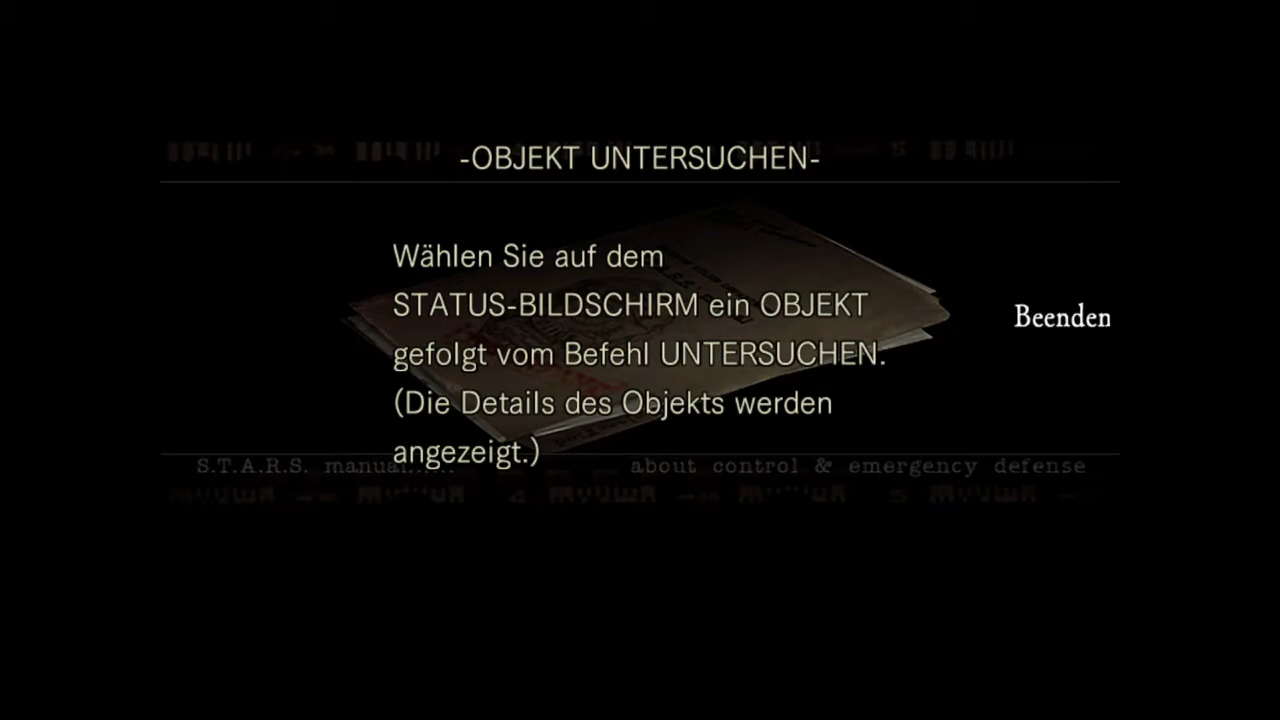 -OBJEKT UNTERSUCHEN-
Wählen Sie auf dem
STATUS-BILDSCHIRM ein OBJEKT
gefolgt vom Befehl UNTERSUCHEN.
(Die Details des Objekts werden
angezeigt.)
Beenden
S.T.A.R.S. manual...... about control & emergency defense